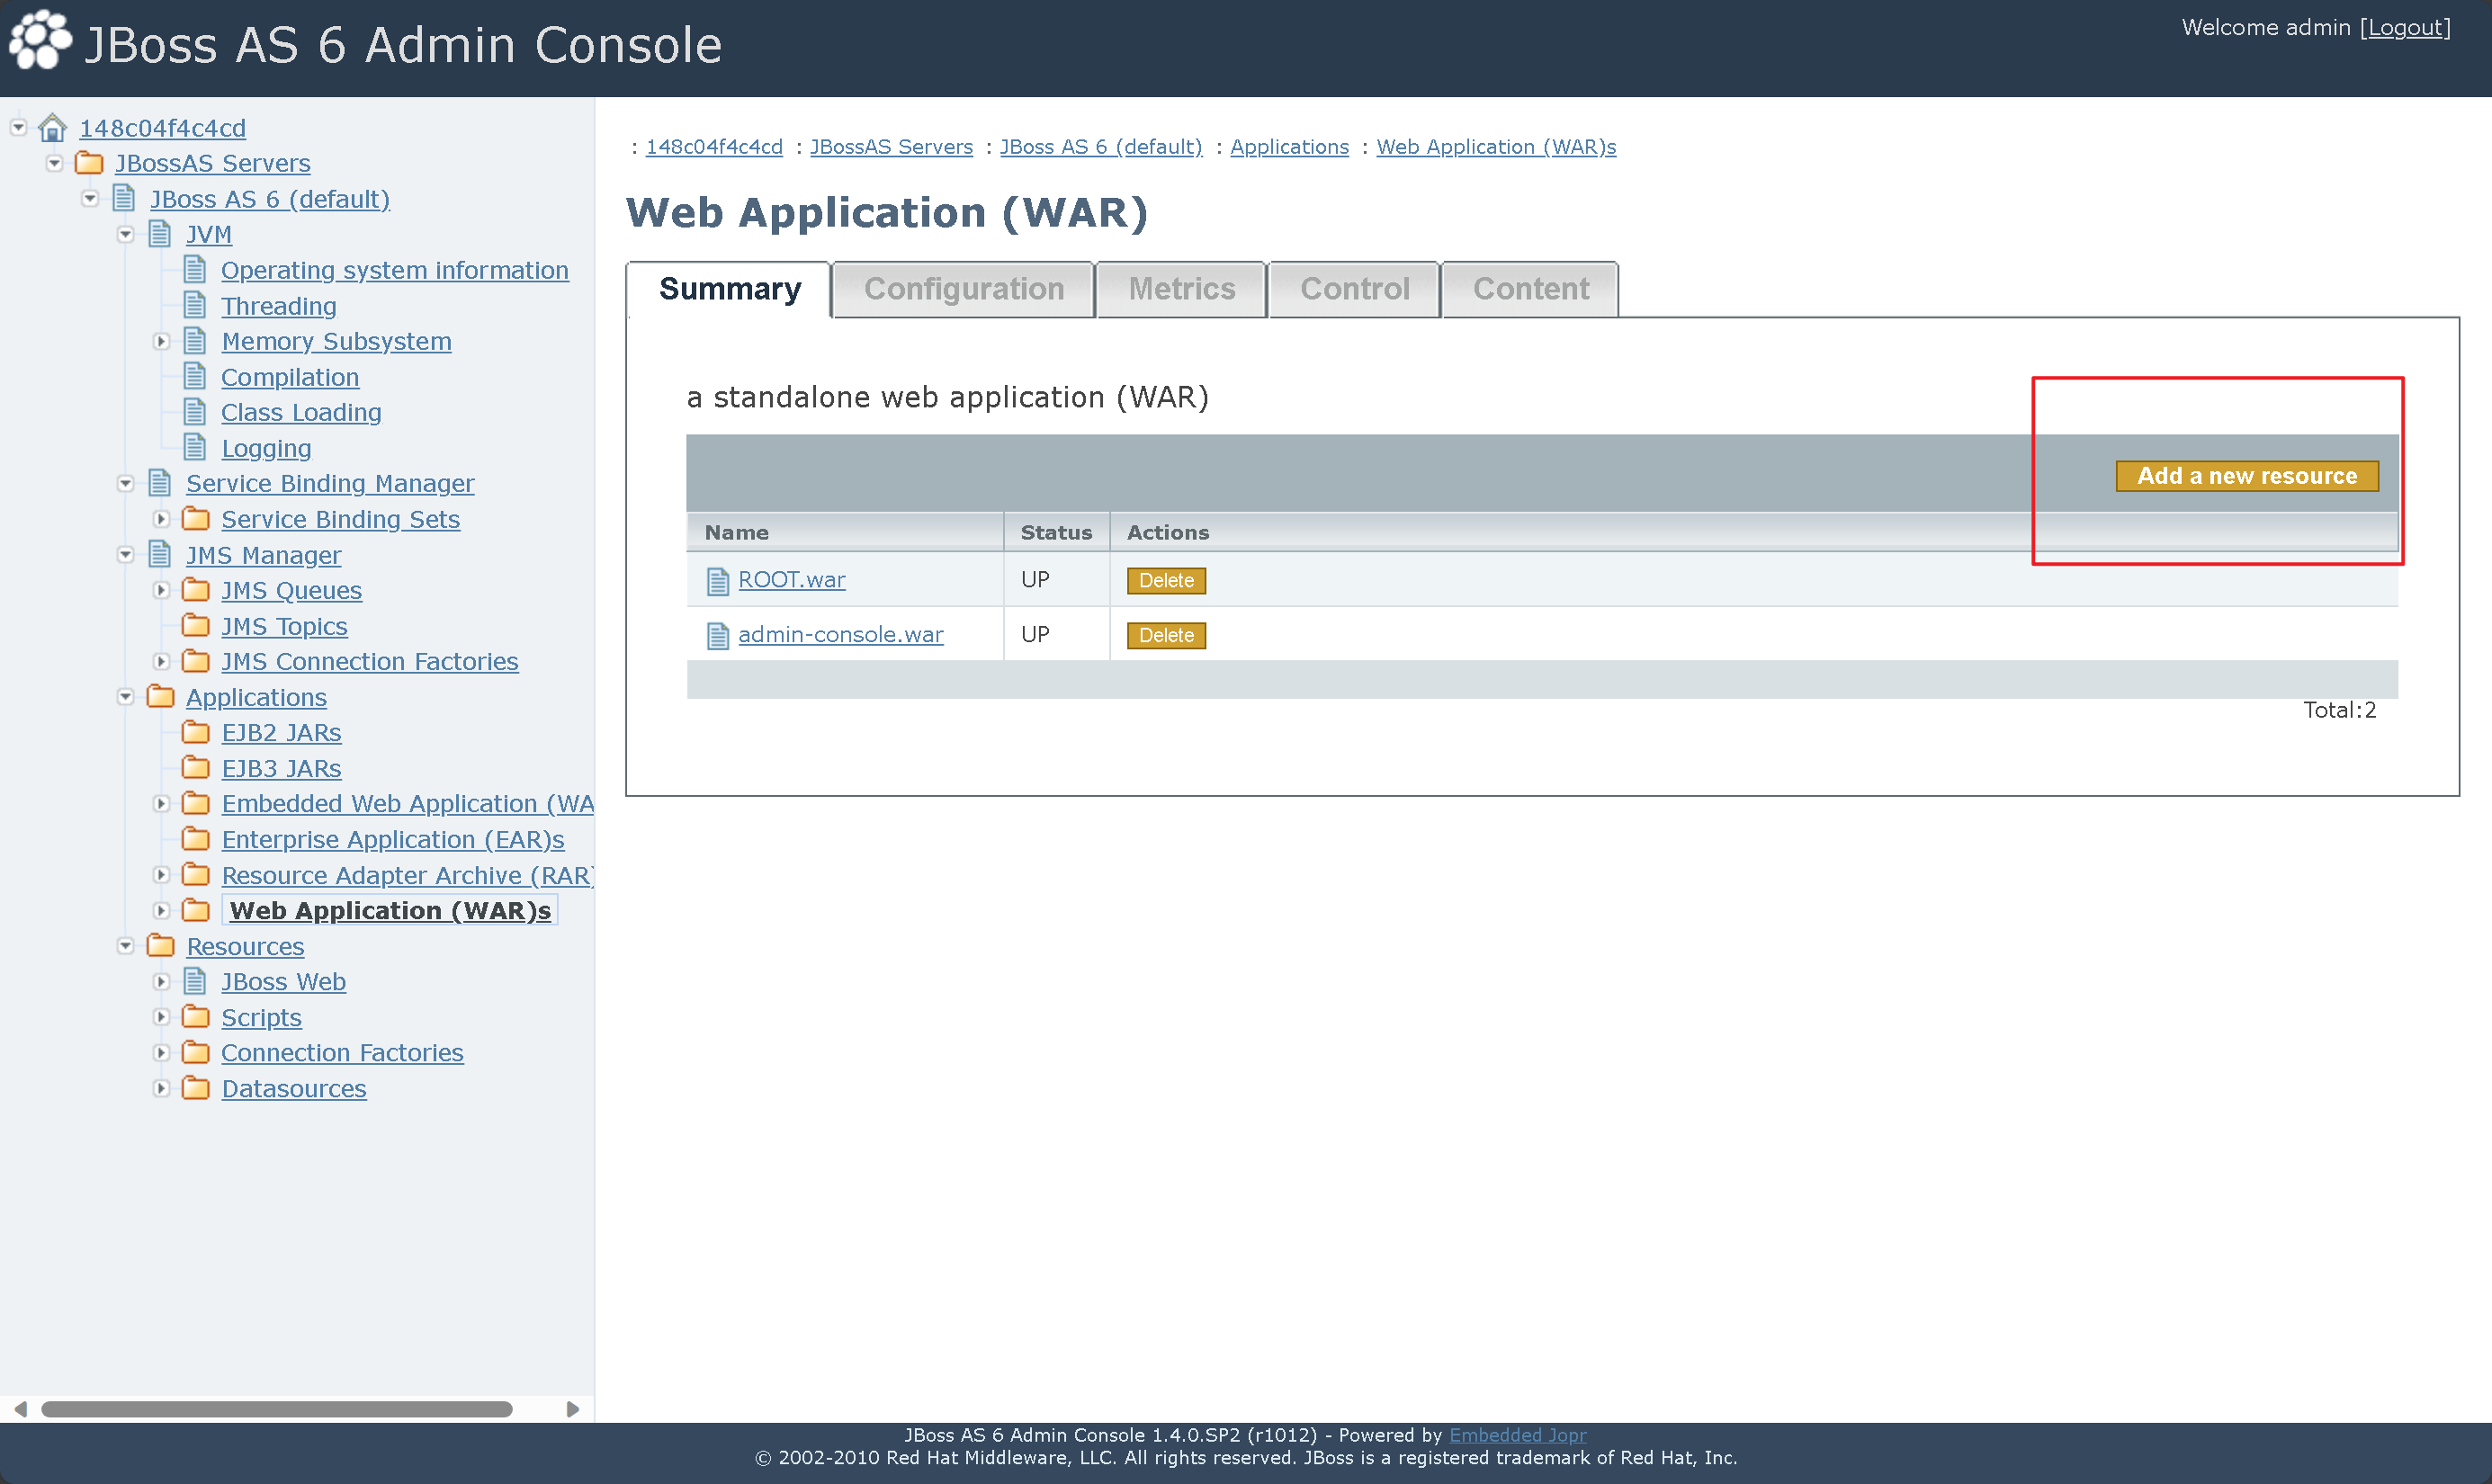 JBoss AS 6 Admin Console
Welcome admin [Logout]
148c04f4c4cd
JBossAS Servers
JBoss AS 6 (default)
JVM
Operating system information
Threading
Memory Subsystem
Compilation
Class Loading
Logging
Service Binding Manager
Service Binding Sets
JMS Manager
JMS Queues
JMS Topics
JMS Connection Factories
Applications
EJB2 JARs
EJB3 JARs
Embedded Web Application (WA
Enterprise Application (EAR)s
Resource Adapter Archive (RAR)
Web Application (WAR)s
Resources
JBoss Web
Scripts
Connection Factories
Datasources
: 148c04f4c4cd : JBossAS Servers : JBoss AS 6 (default) : Applications : Web Application (WAR)s
Web Application (WAR)
Summary Configuration Metrics Control Content
a standalone web application (WAR)
Add a new resource
Name Status Actions
ROOT.war UP Delete
admin-console.war UP Delete
Total:2
JBoss AS 6 Admin Console 1.4.0.SP2 (r1012) - Powered by Embedded Jopr
© 2002-2010 Red Hat Middleware, LLC. All rights reserved. JBoss is a registered trademark of Red Hat, Inc.